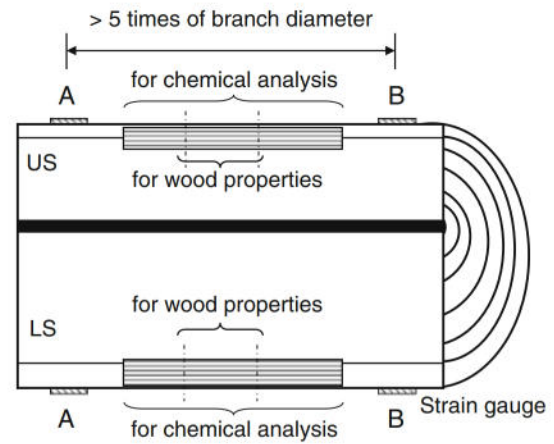 > 5 times of branch diameter
for chemical analysis
A
B
US
for wood properties
for wood properties
LS
A
B
Strain gauge
for chemical analysis